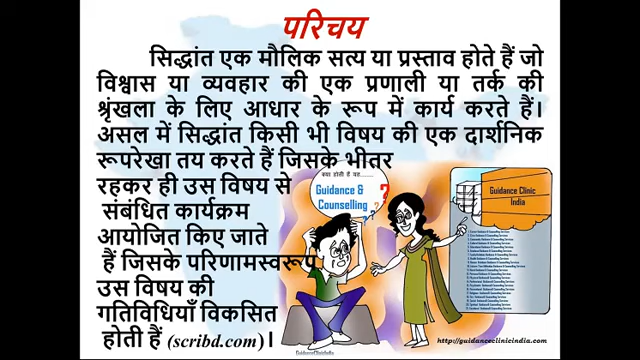 परिचय
सिद्धांत एक मौलिक सत्य या प्रस्ताव होते हैं जो
विश्वास या व्यवहार की एक प्रणाली या तर्क की
श्रृंखला के लिए आधार के रूप में कार्य करते हैं।
असल में सिद्धांत किसी भी विषय की एक दार्शनिक
रूपरेखा तय करते हैं जिसके भीतर
रहकर ही उस विषय से
संबंधित कार्यक्रम
आयोजित किए जाते
हैं जिसके परिणामस्वरूप
उस विषय की
गतिविधियाँ विकसित
होती हैं (scribd.com)।
क्या होती है यह
Guidance &
Counselling
?
? ? ?
Guidance Clinic
India
http://guidanceclinicindia.com/